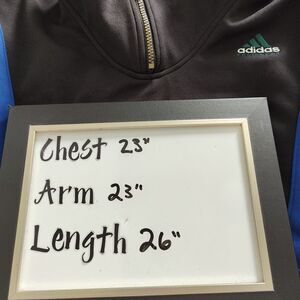 adidas
Chest 23"
Arm 23"
Length 26"